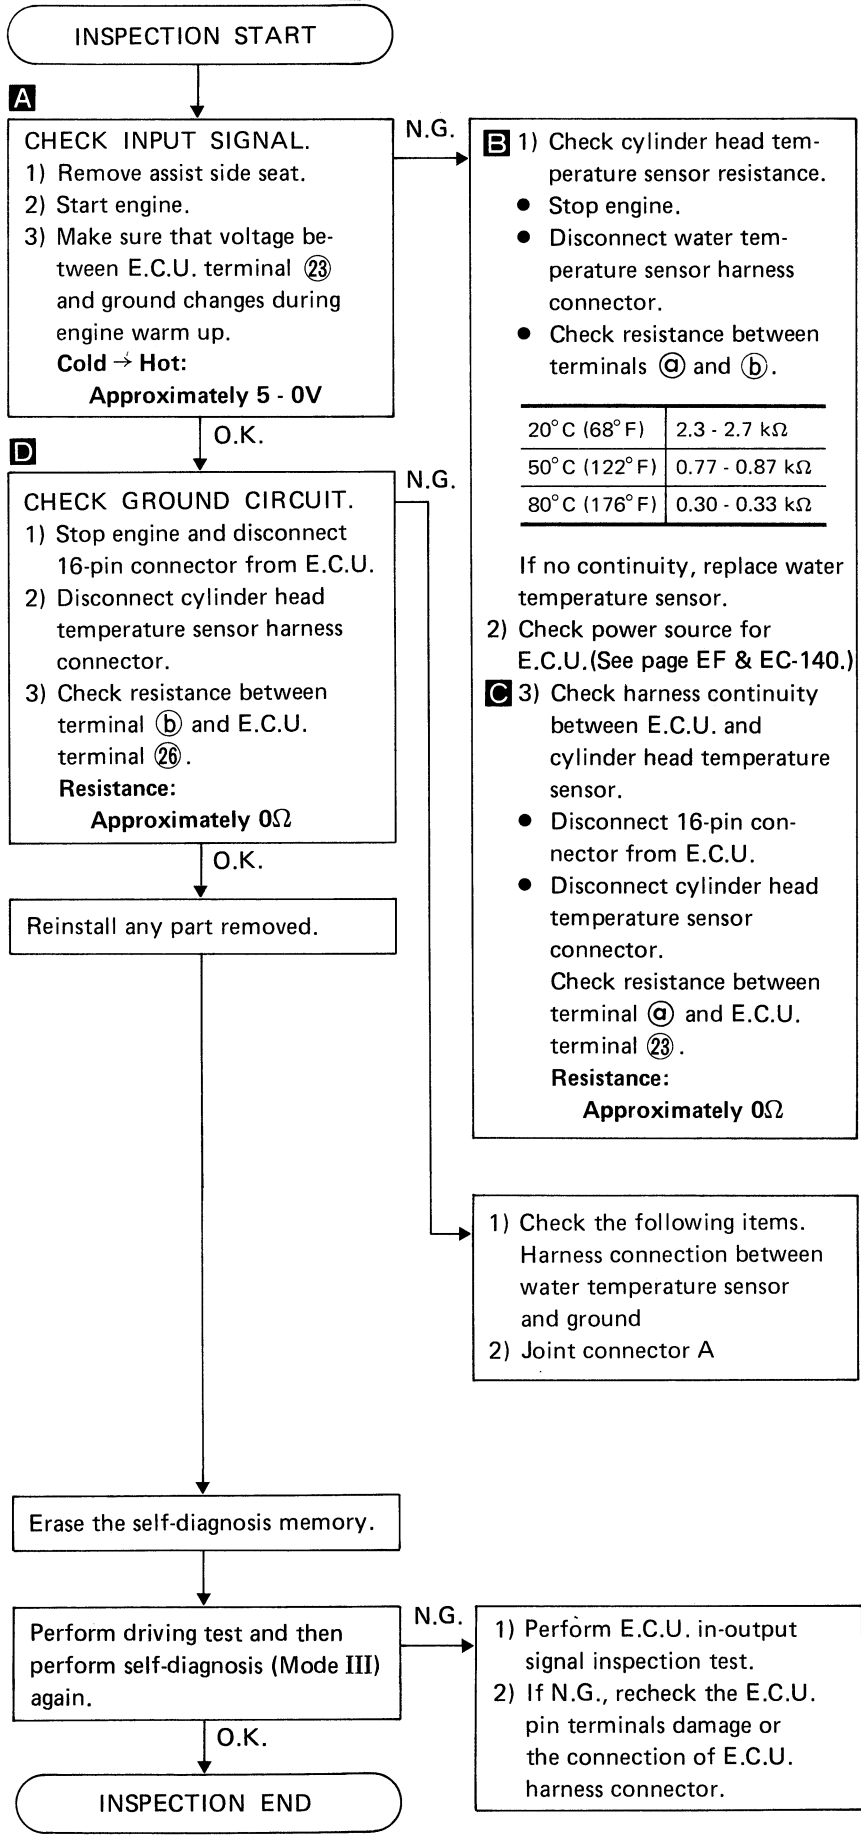 INSPECTION START
A
CHECK INPUT SIGNAL.
1) Remove assist side seat.
2) Start engine.
3) Make sure that voltage be-
tween E.C.U. terminal ㉓
and ground changes during
engine warm up.
Cold → Hot:
Approximately 5 - 0V
N.G.
O.K.
B 1) Check cylinder head tem-
perature sensor resistance.
● Stop engine.
● Disconnect water tem-
perature sensor harness
connector.
● Check resistance between
terminals ⓐ and ⓑ.
20°C (68°F) 2.3 - 2.7 kΩ
50°C (122°F) 0.77 - 0.87 kΩ
80°C (176°F) 0.30 - 0.33 kΩ
If no continuity, replace water
temperature sensor.
2) Check power source for
E.C.U.(See page EF & EC-140.)
C 3) Check harness continuity
between E.C.U. and
cylinder head temperature
sensor.
● Disconnect 16-pin con-
nector from E.C.U.
● Disconnect cylinder head
temperature sensor
connector.
Check resistance between
terminal ⓐ and E.C.U.
terminal ㉓.
Resistance:
Approximately 0Ω
D
CHECK GROUND CIRCUIT.
1) Stop engine and disconnect
16-pin connector from E.C.U.
2) Disconnect cylinder head
temperature sensor harness
connector.
3) Check resistance between
terminal ⓑ and E.C.U.
terminal ㉖.
Resistance:
Approximately 0Ω
N.G.
O.K.
1) Check the following items.
Harness connection between
water temperature sensor
and ground
2) Joint connector A
Reinstall any part removed.
Erase the self-diagnosis memory.
Perform driving test and then
perform self-diagnosis (Mode III)
again.
N.G.
O.K.
1) Perform E.C.U. in-output
signal inspection test.
2) If N.G., recheck the E.C.U.
pin terminals damage or
the connection of E.C.U.
harness connector.
INSPECTION END